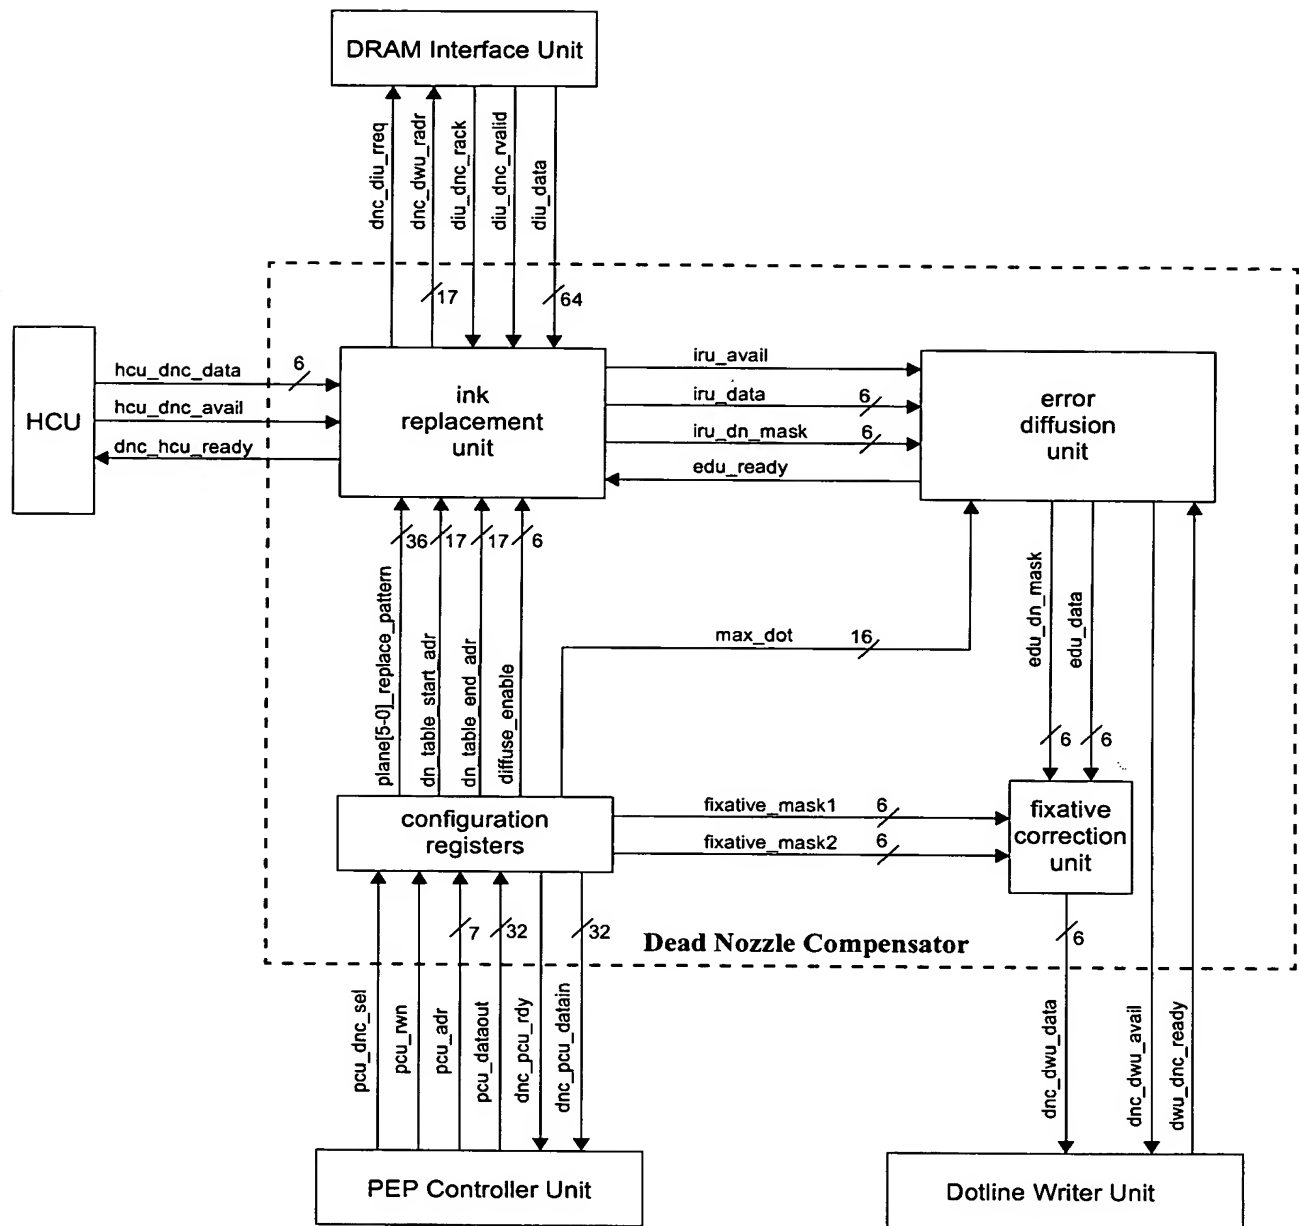 DRAM Interface Unit
dnc_diu_rreq
dnc_dwu_radr
diu_dnc_rack
diu_dnc_rvalid
diu_data
17
64
HCU
hcu_dnc_data
6
hcu_dnc_avail
dnc_hcu_ready
ink
replacement
unit
iru_avail
iru_data
6
iru_dn_mask
6
edu_ready
error
diffusion
unit
36
17
17
6
plane[5-0]_replace_pattern
dn_table_start_adr
dn_table_end_adr
diffuse_enable
max_dot
16
edu_dn_mask
edu_data
6
6
configuration
registers
fixative_mask1
6
fixative_mask2
6
fixative
correction
unit
7
32
32
6
Dead Nozzle Compensator
pcu_dnc_sel
pcu_rwn
pcu_adr
pcu_dataout
dnc_pcu_rdy
dnc_pcu_datain
dnc_dwu_data
dnc_dwu_avail
dwu_dnc_ready
PEP Controller Unit
Dotline Writer Unit